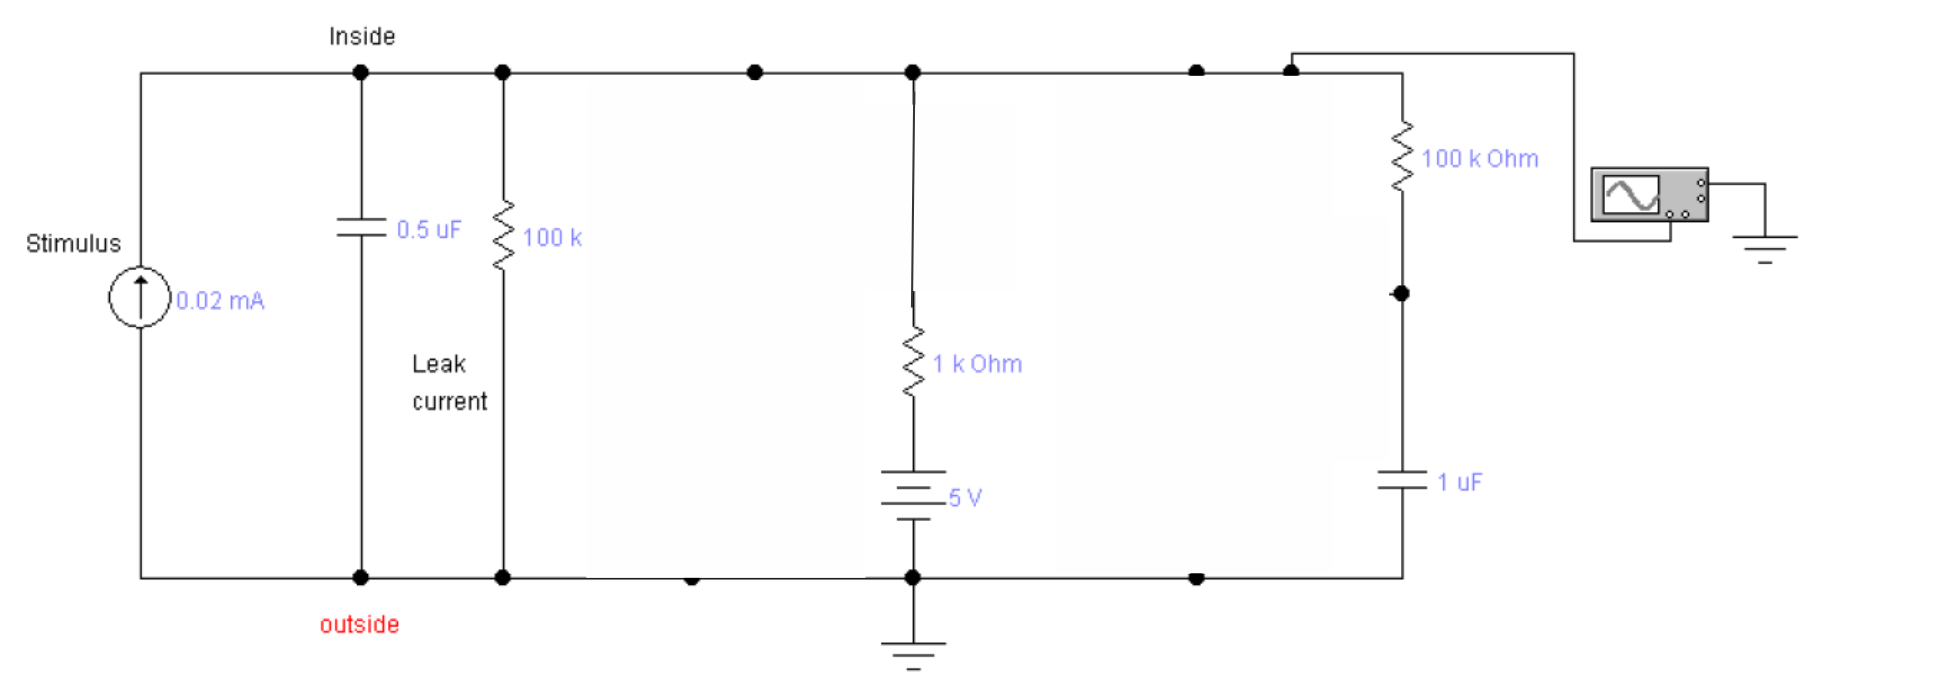 Inside
100 k Ohm
0.5 uF
100 k
Stimulus
0.02 mA
Leak
current
1 k Ohm
5 V
1 uF
outside